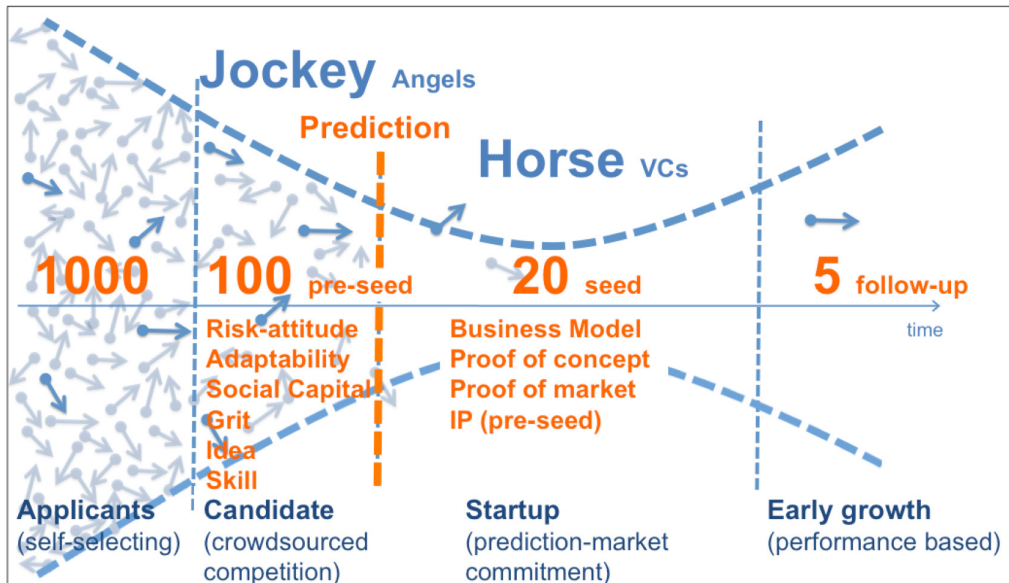 Jockey Angels
Prediction
Horse VCs
1000
100 pre-seed
20 seed
5 follow-up
time
Risk-attitude
Adaptability
Social Capital
Grit
Idea
Skill
Business Model
Proof of concept
Proof of market
IP (pre-seed)
Applicants
(self-selecting)
Candidate
(crowdsourced
competition)
Startup
(prediction-market
commitment)
Early growth
(performance based)